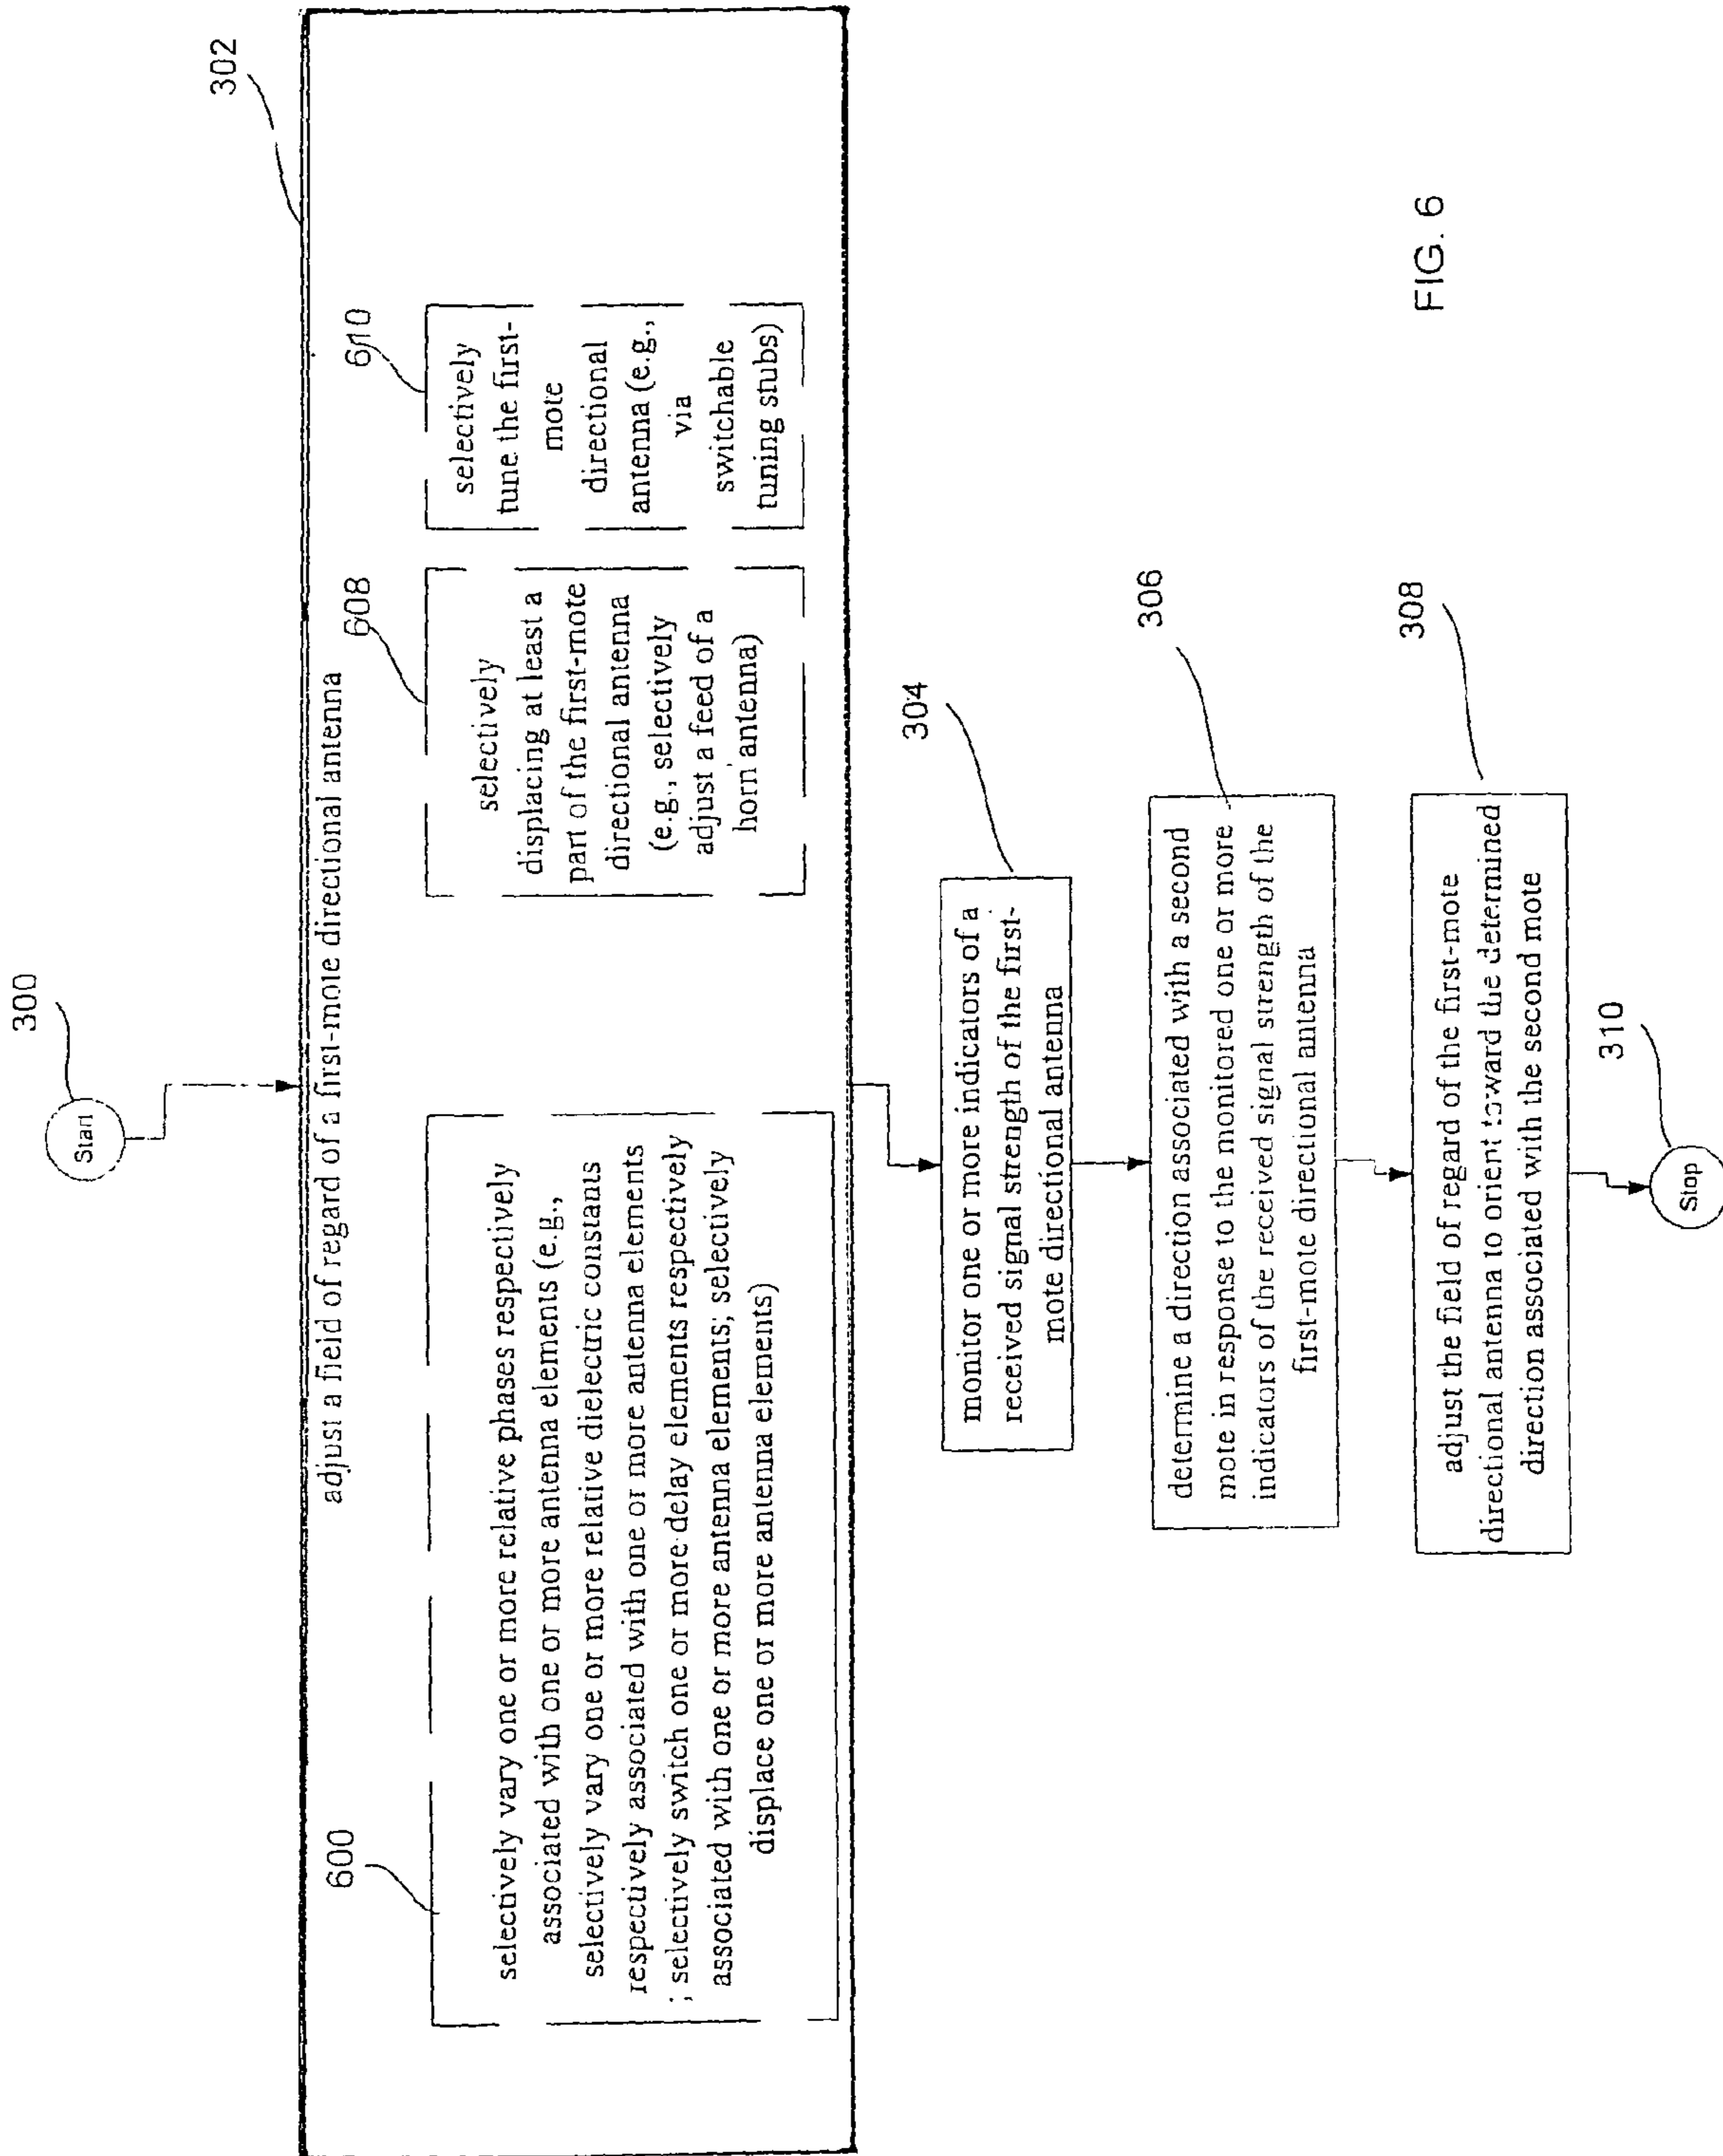 300
Start
302
adjust a field of regard of a first-mote directional antenna
600
selectively vary one or more relative phases respectively
associated with one or more antenna elements (e.g.,
selectively vary one or more relative dielectric constants
respectively associated with one or more antenna elements
; selectively switch one or more delay elements respectively
associated with one or more antenna elements; selectively
displace one or more antenna elements)
608
selectively
displacing at least a
part of the first-mote
directional antenna
(e.g., selectively
adjust a feed of a
horn antenna)
610
selectively
tune the first-
mote
directional
antenna (e.g.,
via
switchable
tuning stubs)
304
monitor one or more indicators of a
received signal strength of the first-
mote directional antenna
306
determine a direction associated with a second
mote in response to the monitored one or more
indicators of the received signal strength of the
first-mote directional antenna
308
adjust the field of regard of the first-mote
directional antenna to orient toward the determined
direction associated with the second mote
310
Stop
FIG. 6